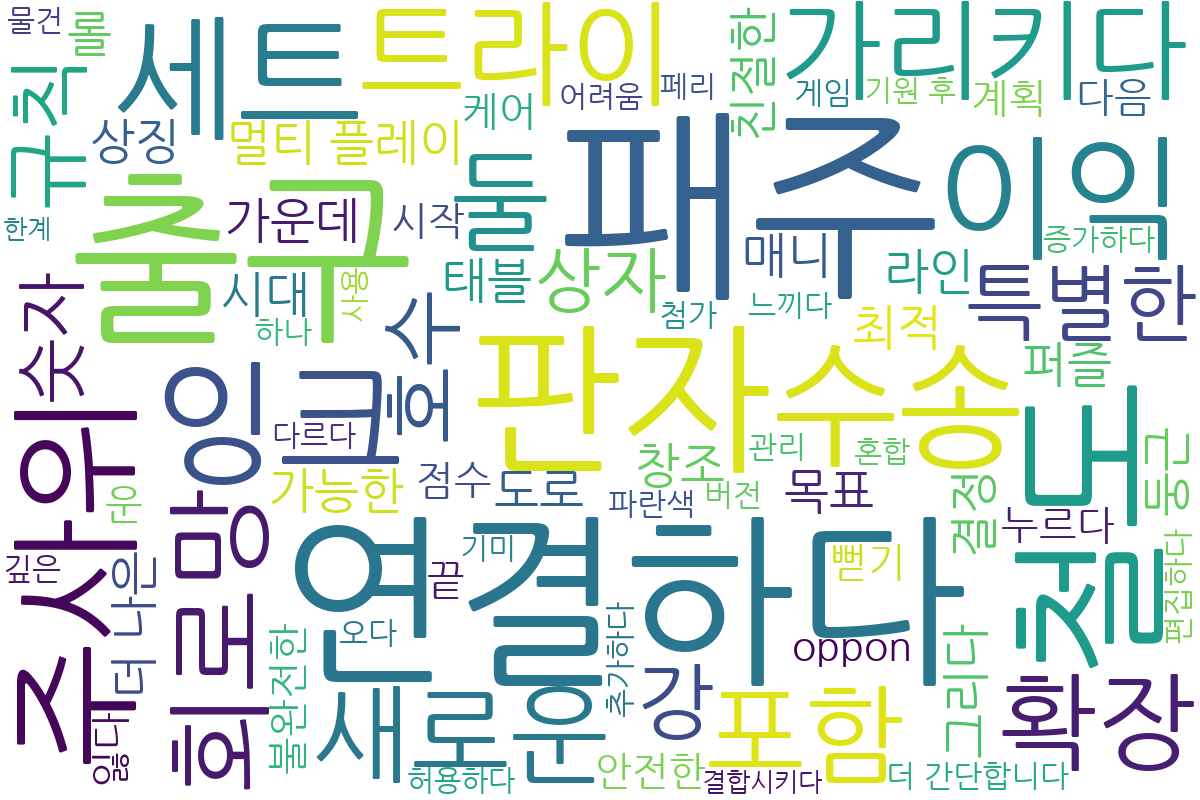 물건
룰
세트
트라이
친절한
가리키다
규칙
상징
멀티 플레이
케어
어려움
페리
게임
기원 후
계획
다음
출구
가운데
시작
둘
패주
이익
매니
한계
증가하다
시대
사용
하나
태블
상자
첨가
느끼다
라인
특별한
숫자
호수
최적
퍼즐
인교
다르다
판자
수송
주사위
가능한
점수
도로
창조
관리
혼합
철도
둥근
운
회로망
파란색
버전
목표
결정
누르다
깊은
더 나은
연결하다
기미
끝
뻗기
편집하다
불완전한
오다
추가하다
oppon
그리다
잃다
새로운
강
포함
확장
허용하다
안전한
결합시키다
더 간단합니다